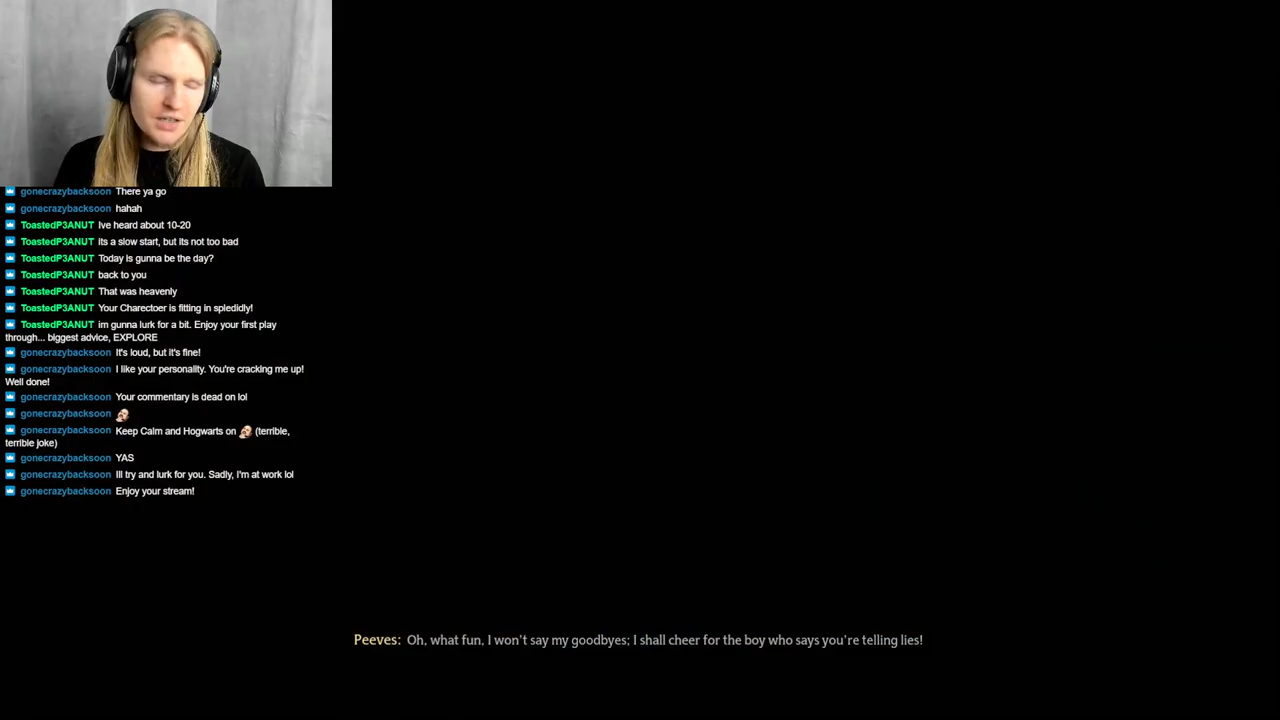 gonecrazybacksoon There ya go
gonecrazybacksoon hahah
ToastedP3ANUT Ive heard about 10-20
ToastedP3ANUT its a slow start, but its not too bad
ToastedP3ANUT Today is gunna be the day?
ToastedP3ANUT back to you
ToastedP3ANUT That was heavenly
ToastedP3ANUT Your Charectoer is fitting in spledidly!
ToastedP3ANUT im gunna lurk for a bit. Enjoy your first play
through... biggest advice, EXPLORE
gonecrazybacksoon It's loud, but it's fine!
gonecrazybacksoon I like your personality. You're cracking me up!
Well done!
gonecrazybacksoon Your commentary is dead on lol
gonecrazybacksoon
gonecrazybacksoon Keep Calm and Hogwarts on (terrible,
terrible joke)
gonecrazybacksoon YAS
gonecrazybacksoon Ill try and lurk for you. Sadly, I'm at work lol
gonecrazybacksoon Enjoy your stream!
Peeves: Oh, what fun, I won't say my goodbyes; I shall cheer for the boy who says you're telling lies!